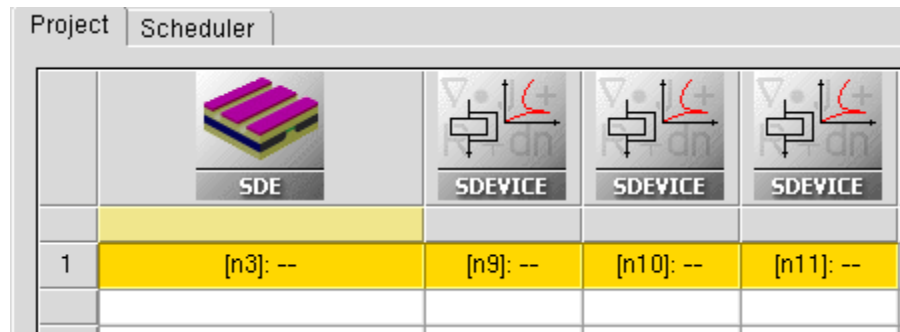 Project Scheduler
SDE SDEVICE SDEVICE SDEVICE
1 [n3]: -- [n9]: -- [n10]: -- [n11]: --